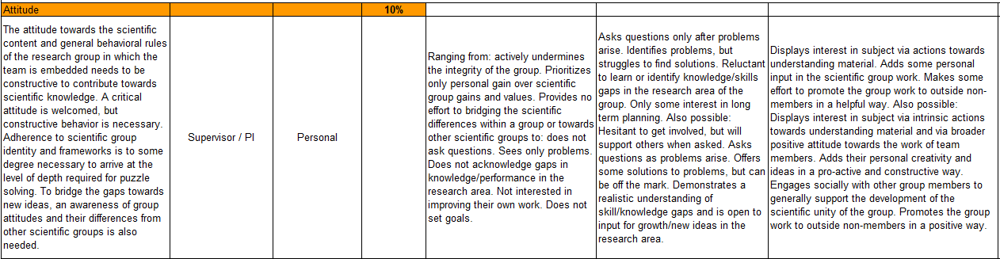 Attitude
10%
The attitude towards the scientific
content and general behavioral rules
of the research group in which the
team is embedded needs to be
constructive to contribute towards
scientific knowledge. A critical
attitude is welcomed, but
constructive behavior is necessary.
Adherence to scientific group
identity and frameworks is to some
degree necessary to arrive at the
level of depth required for puzzle
solving. To bridge the gaps towards
new ideas, an awareness of group
attitudes and their differences from
other scientific groups is also
needed.
Supervisor / PI
Personal
Ranging from: actively undermines
the integrity of the group. Prioritizes
only personal gain over scientific
group gains and values. Provides no
effort to bridging the scientific
differences within a group or towards
other scientific groups to: does not
ask questions. Sees only problems.
Does not acknowledge gaps in
knowledge/performance in the
research area. Not interested in
improving their own work. Does not
set goals.
Asks questions only after problems
arise. Identifies problems, but
struggles to find solutions. Reluctant
to learn or identify knowledge/skills
gaps in the research area of the
group. Only some interest in long
term planning. Also possible:
Hesitant to get involved, but will
support others when asked. Asks
questions as problems arise. Offers
some solutions to problems, but can
be off the mark. Demonstrates a
realistic understanding of
skill/knowledge gaps and is open to
input for growth/new ideas in the
research area.
Displays interest in subject via actions towards
understanding material. Adds some personal
input in the scientific group work. Makes some
effort to promote the group work to outside non-
members in a helpful way. Also possible:
Displays interest in subject via intrinsic actions
towards understanding material and via broader
positive attitude towards the work of team
members. Adds their personal creativity and
ideas in a pro-active and constructive way.
Engages socially with other group members to
generally support the development of the
scientific unity of the group. Promotes the group
work to outside non-members in a positive way.